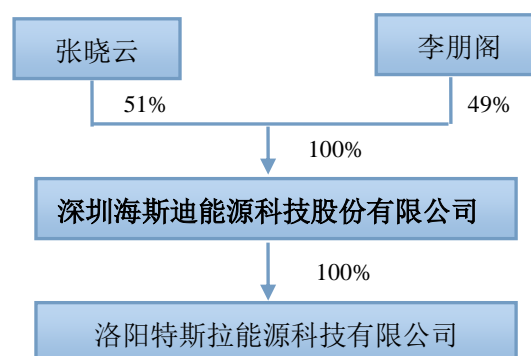 张晓云
李朋阁
51%
49%
100%
深圳海斯迪能源科技股份有限公司
100%
洛阳特斯拉能源科技有限公司